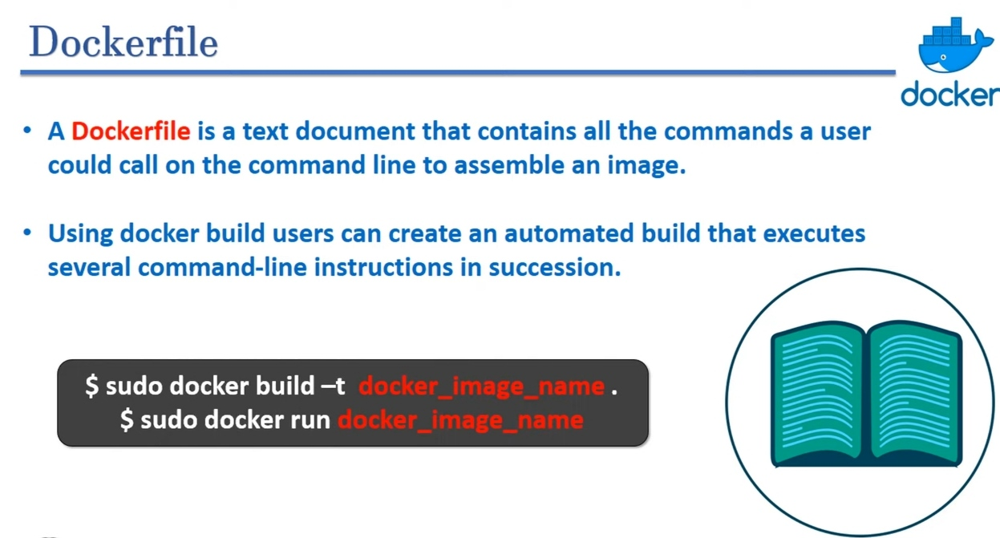 Dockerfile
docker
• A Dockerfile is a text document that contains all the commands a user
could call on the command line to assemble an image.
• Using docker build users can create an automated build that executes
several command-line instructions in succession.
$ sudo docker build –t docker_image_name .
$ sudo docker run docker_image_name